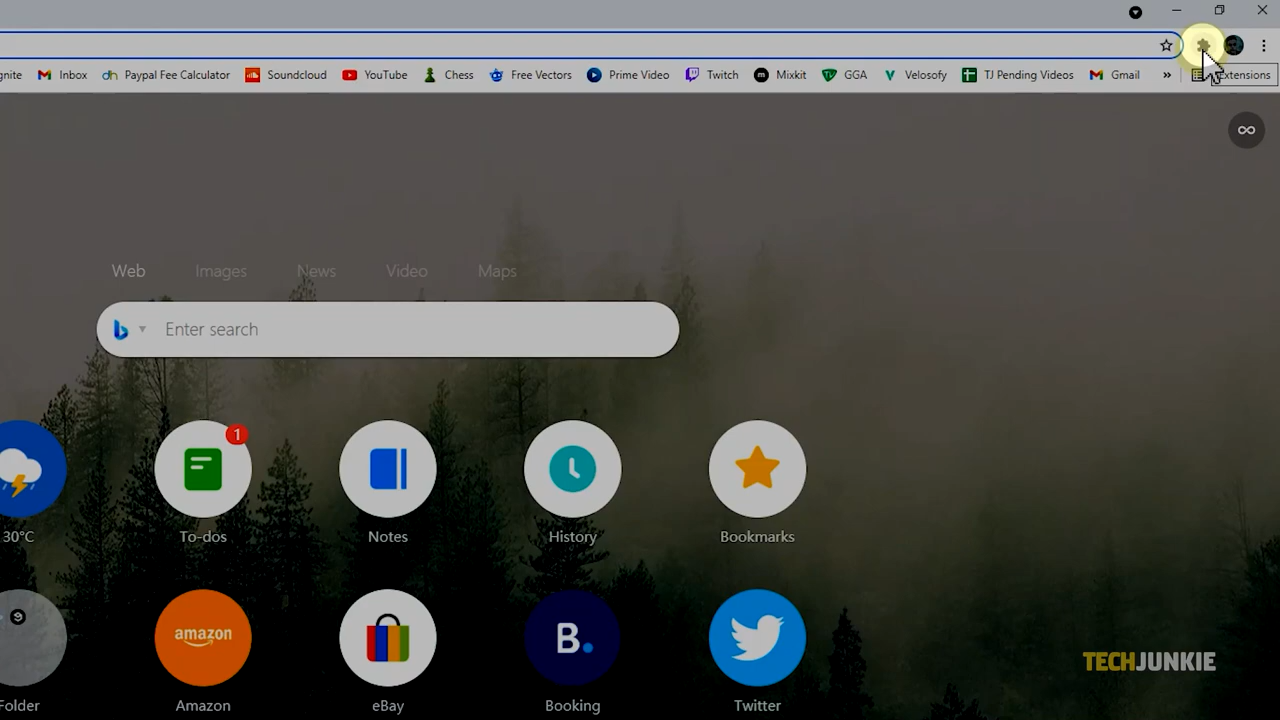 gnite Inbox Paypal Fee Calculator Soundcloud YouTube Chess Free Vectors Prime Video Twitch Mixkit GGA Velosofy TJ Pending Videos Gmail » Extensions
Web Images News Video Maps
Enter search
1
30°C To-dos Notes History Bookmarks
amazon B.
Folder Amazon eBay Booking Twitter
TECHJUNKIE